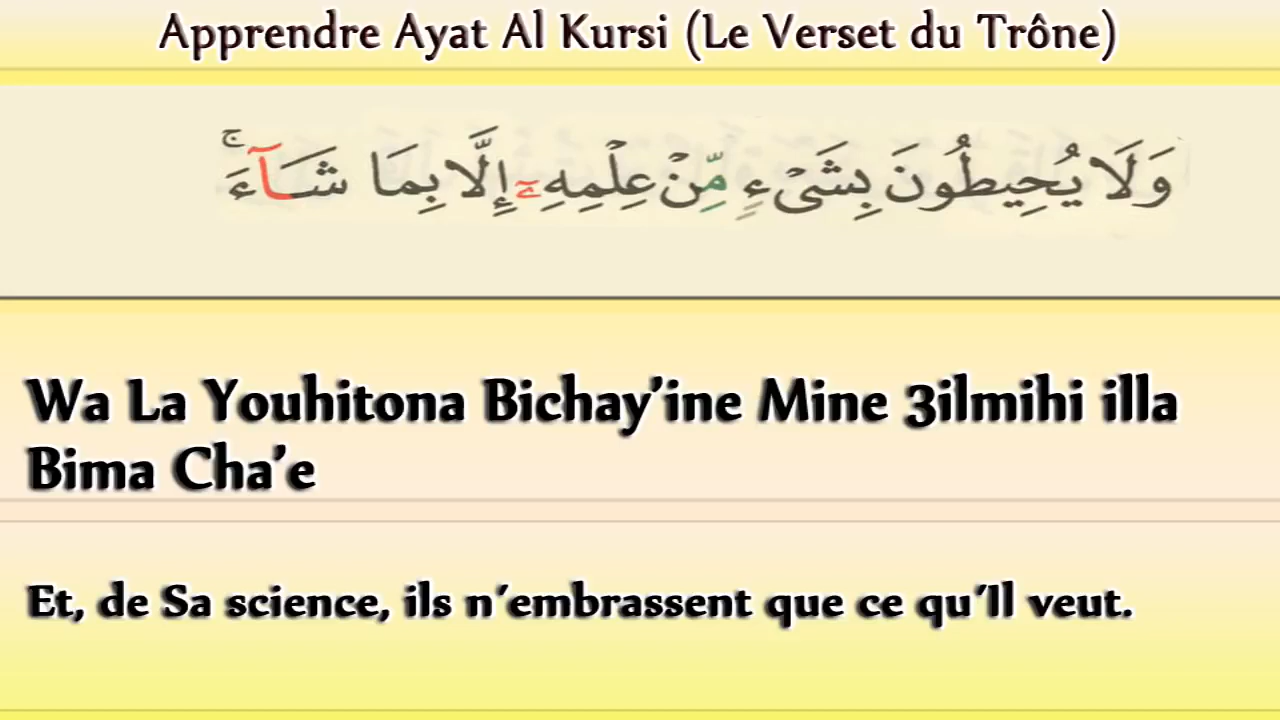 Apprendre Ayat Al Kursi (Le Verset du Trône)
وَلَا يُحِيطُونَ بِشَىْءٍ مِّنْ عِلْمِهِۦٓ إِلَّا بِمَا شَآءَ ۚ
Wa La Youhitona Bichay’ine Mine 3ilmihi illa
Bima Cha’e
Et, de Sa science, ils n´embrassent que ce qu´Il veut.